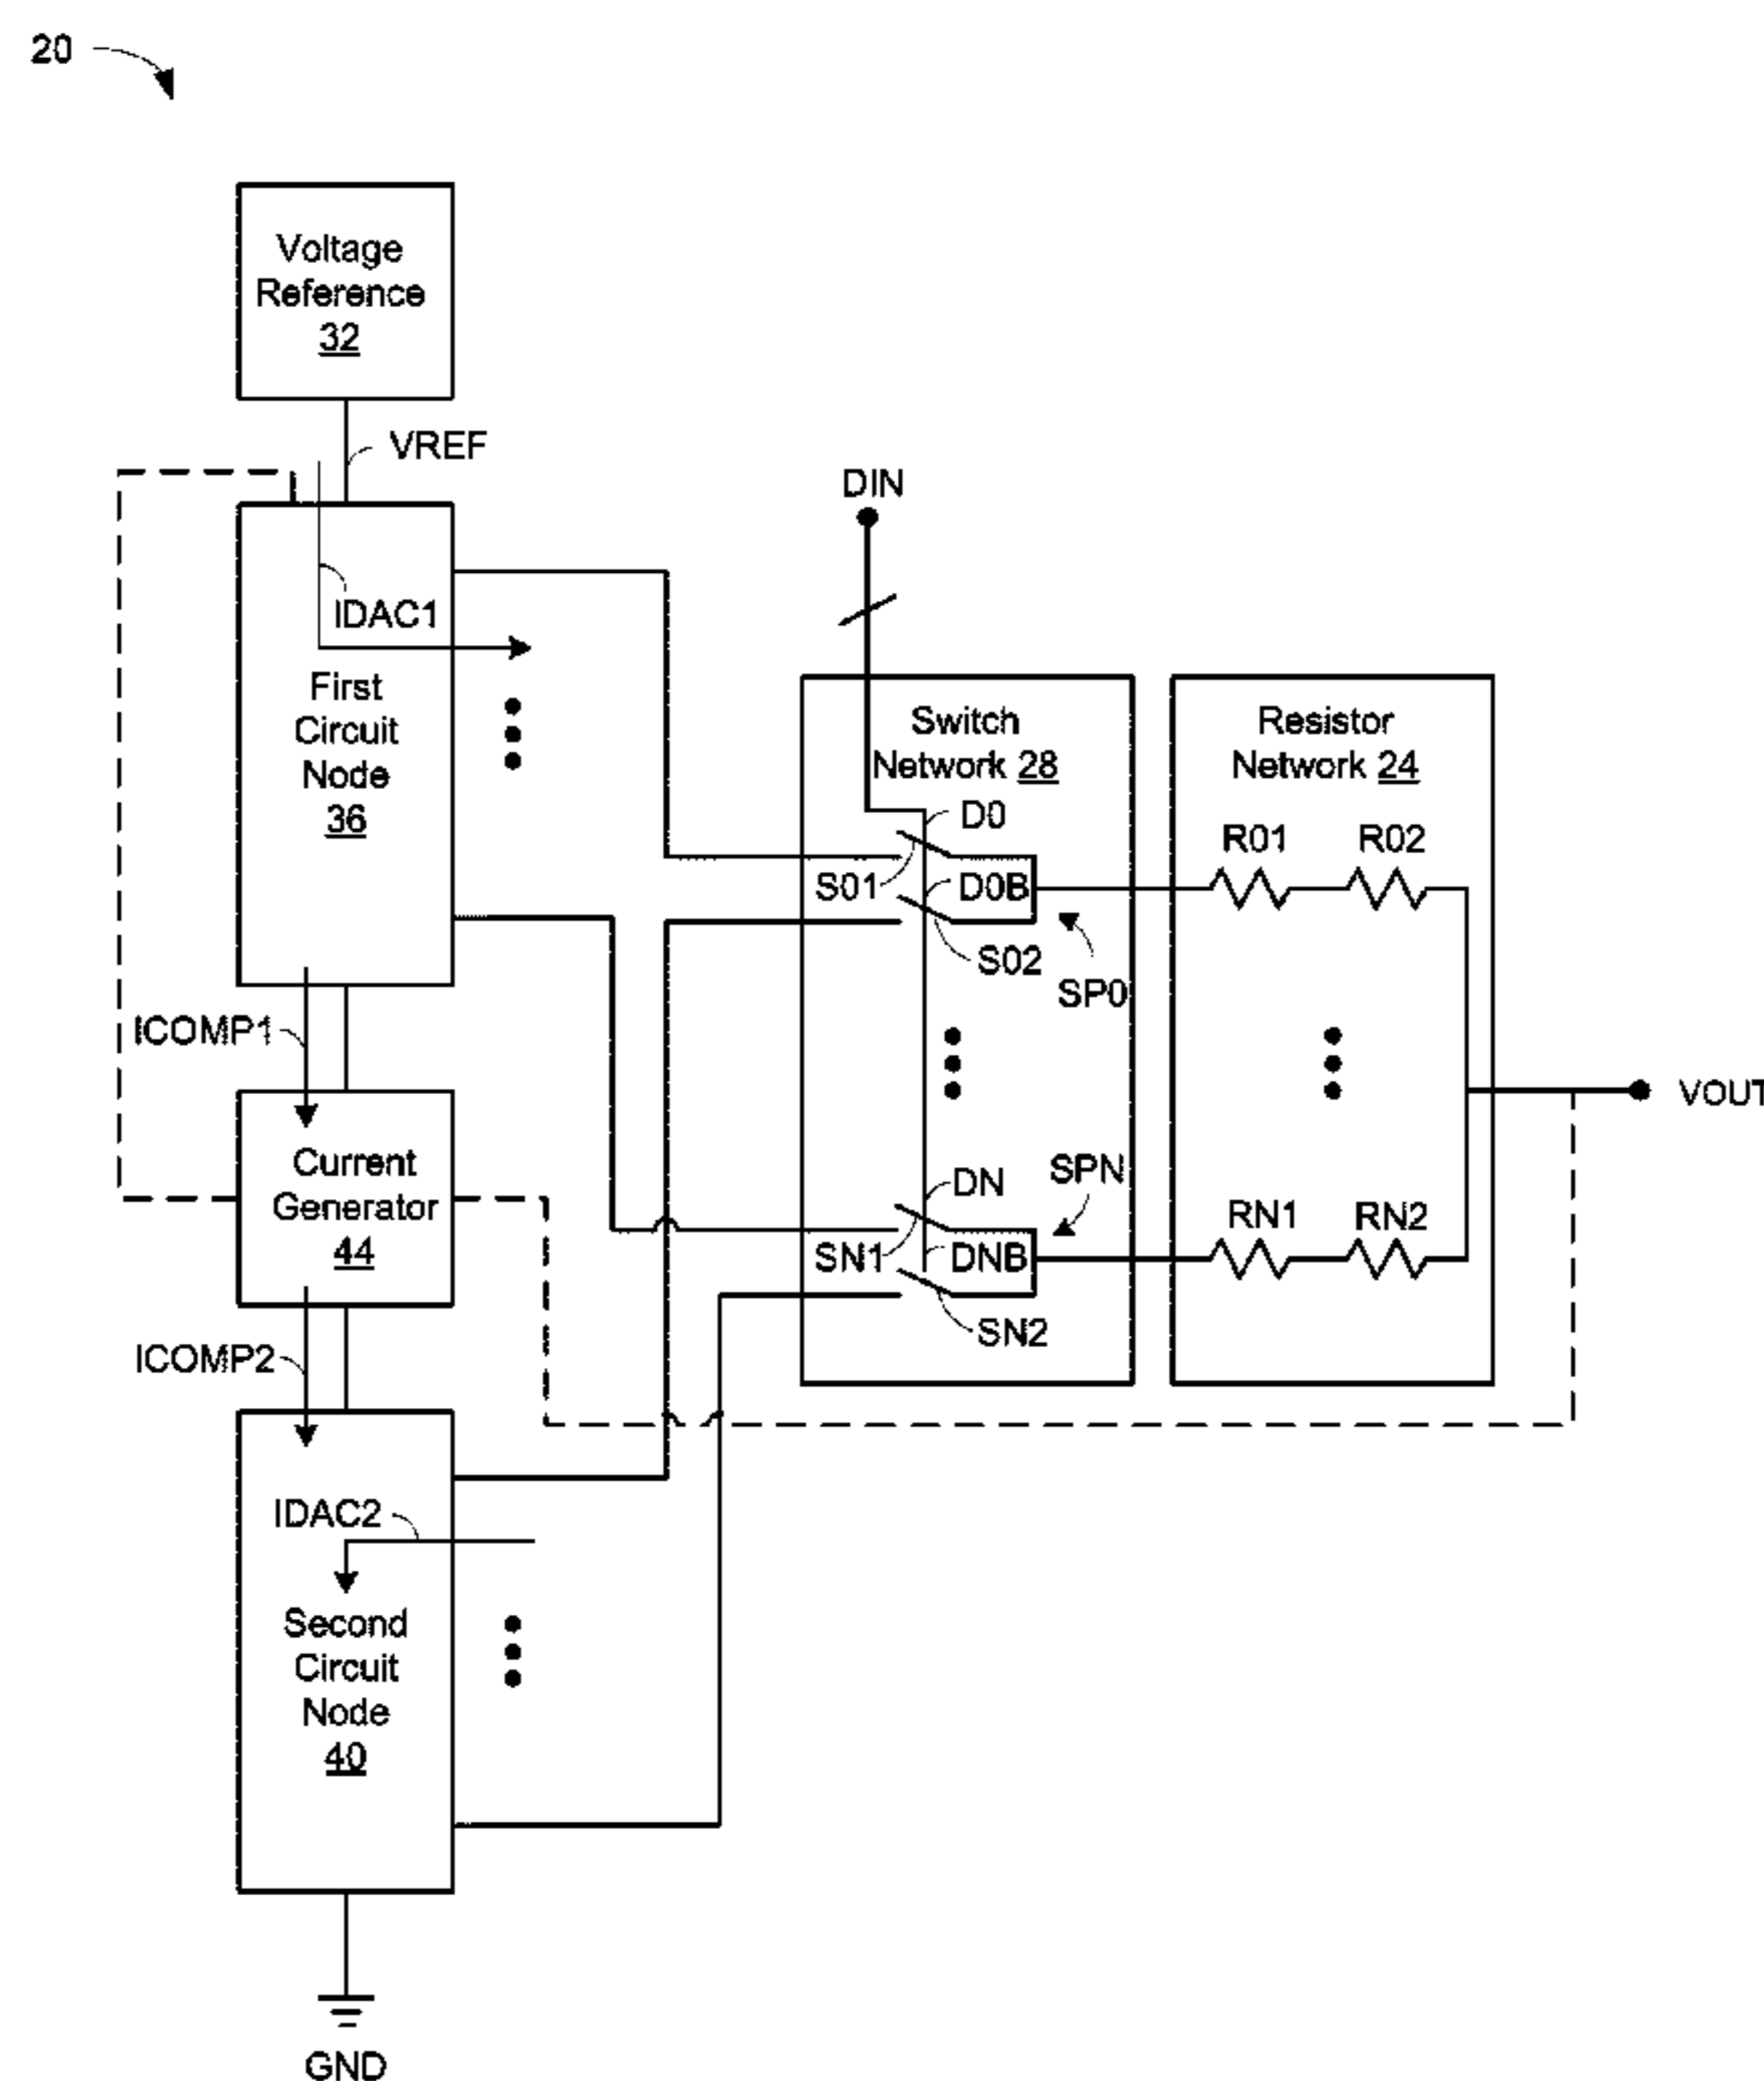 20
Voltage
Reference
32
VREF
IDAC1
First
Circuit
Node
36
ICOMP1
Current
Generator
44
ICOMP2
IDAC2
Second
Circuit
Node
40
GND
DIN
Switch
Network 28
D0
S01
D0B
S02
SP0
DN
SPN
SN1
DNB
SN2
Resistor
Network 24
R01
R02
RN1
RN2
VOUT